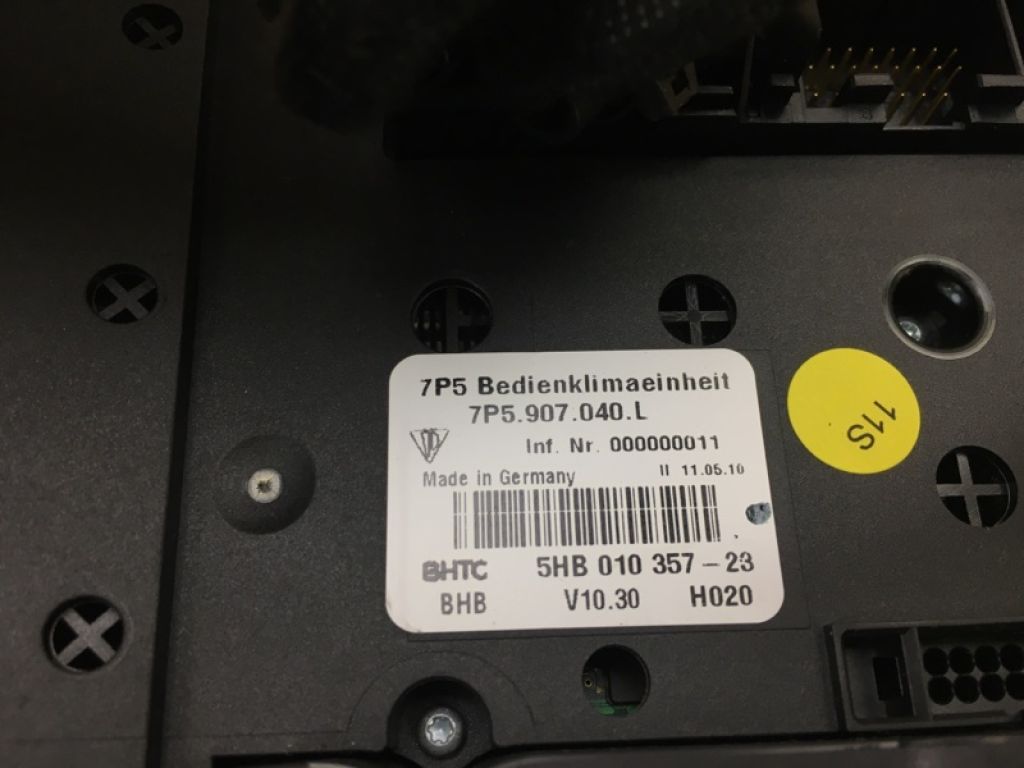 7P5 Bedienklimaeinheit
7P5.907.040.L
Inf. Nr. 000000011
Made in Germany
II 11.05.10
BHTC
5HB 010 357 – 23
BHB
V10.30
H020
11S